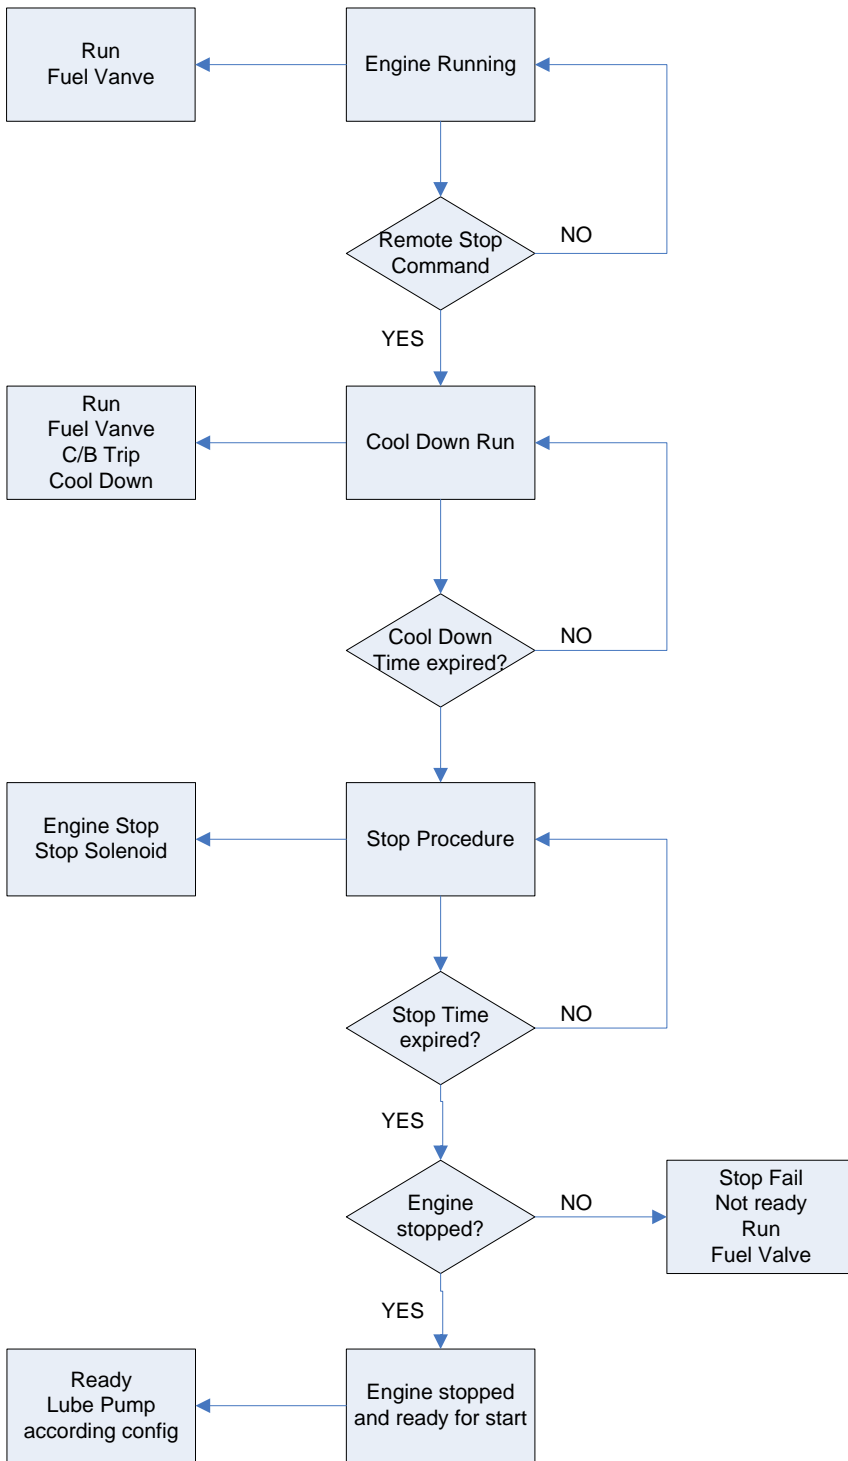 Run
Fuel Vanve
Engine Running
Remote Stop
Command
NO
YES
Run
Fuel Vanve
C/B Trip
Cool Down
Cool Down Run
Cool Down
Time expired?
NO
Engine Stop
Stop Solenoid
Stop Procedure
Stop Time
expired?
NO
YES
Engine
stopped?
NO
Stop Fail
Not ready
Run
Fuel Valve
YES
Ready
Lube Pump
according config
Engine stopped
and ready for start